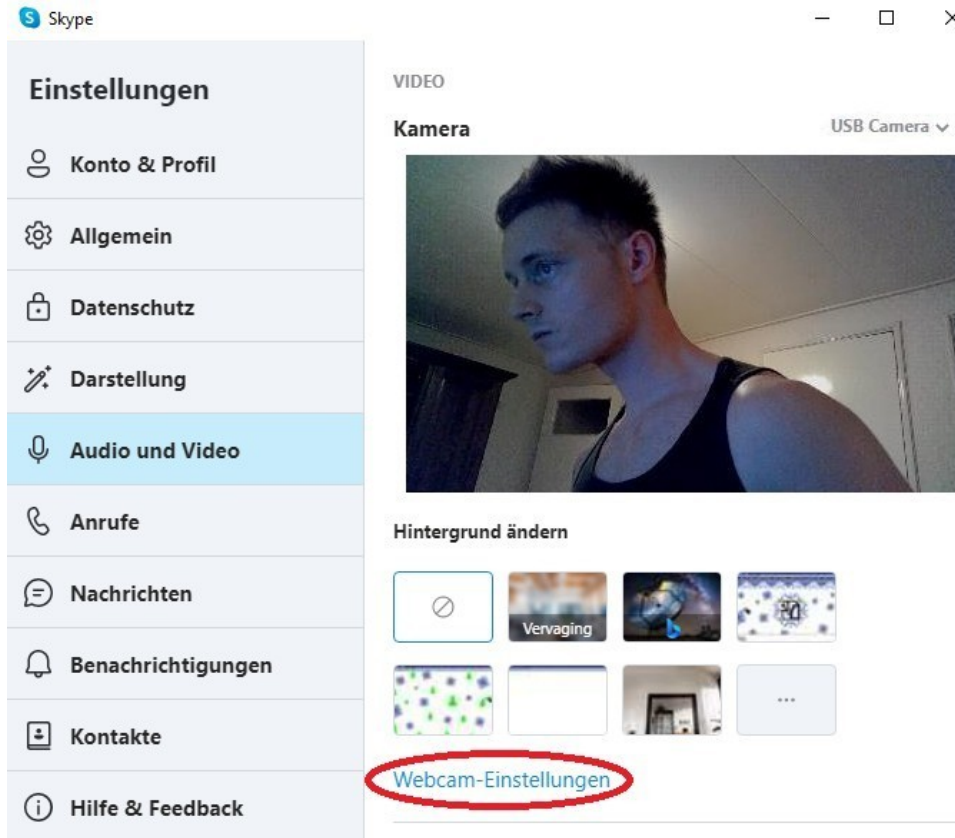 Skype
Einstellungen
Konto & Profil
Allgemein
Datenschutz
Darstellung
Audio und Video
Anrufe
Nachrichten
Benachrichtigungen
Kontakte
Hilfe & Feedback
VIDEO
Kamera
USB Camera
Hintergrund ändern
Vervaging
...
Webcam-Einstellungen